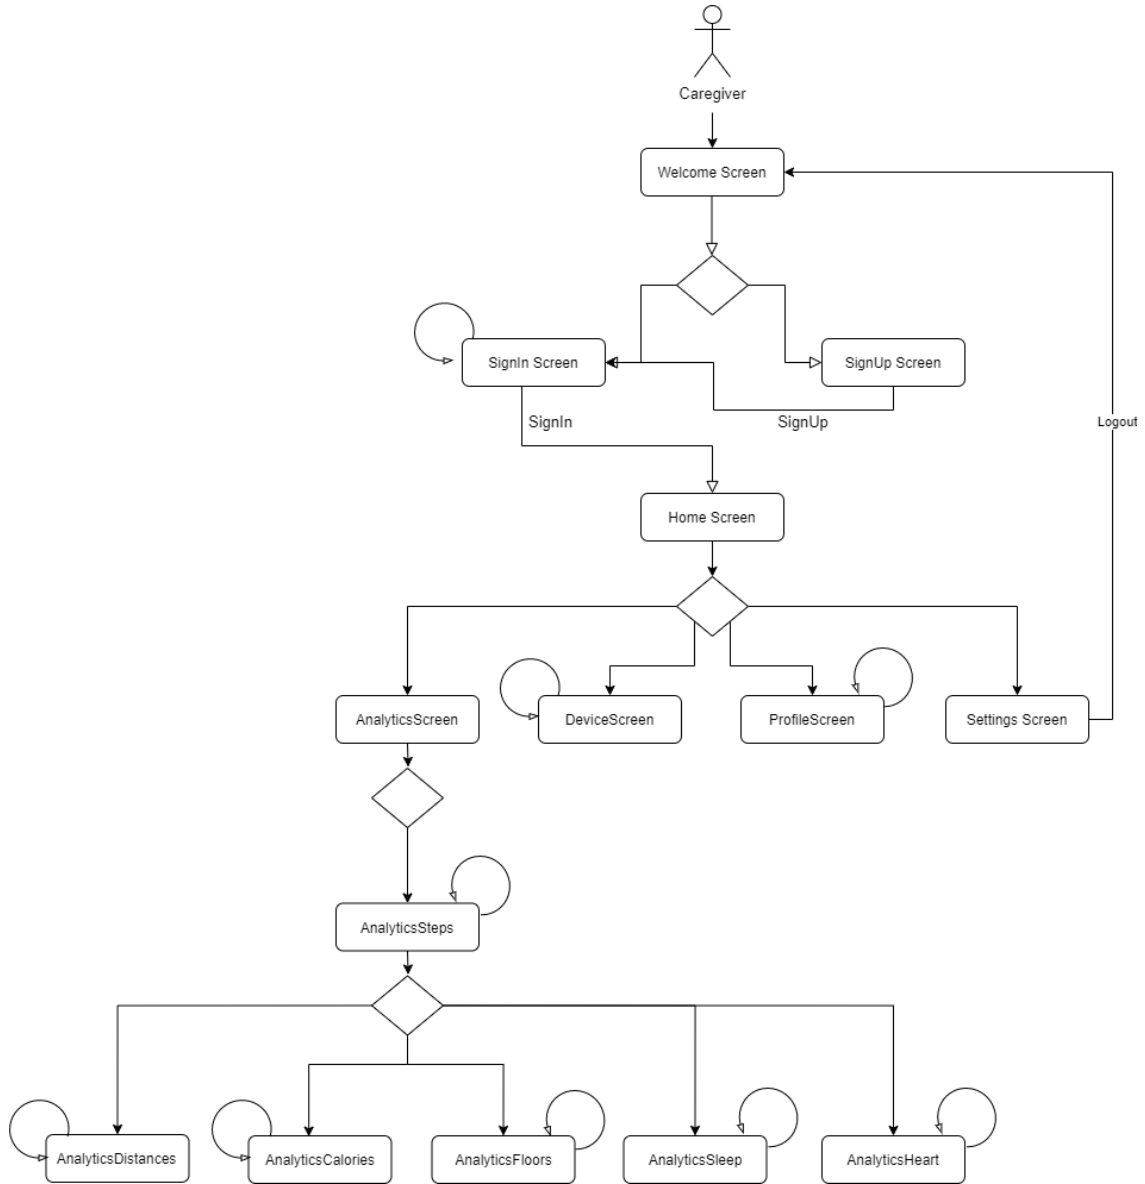 Caregiver
Welcome Screen
SignIn Screen
SignUp Screen
SignIn
SignUp
Logout
Home Screen
AnalyticsScreen
DeviceScreen
ProfileScreen
Settings Screen
AnalyticsSteps
AnalyticsDistances
AnalyticsCalories
AnalyticsFloors
AnalyticsSleep
AnalyticsHeart